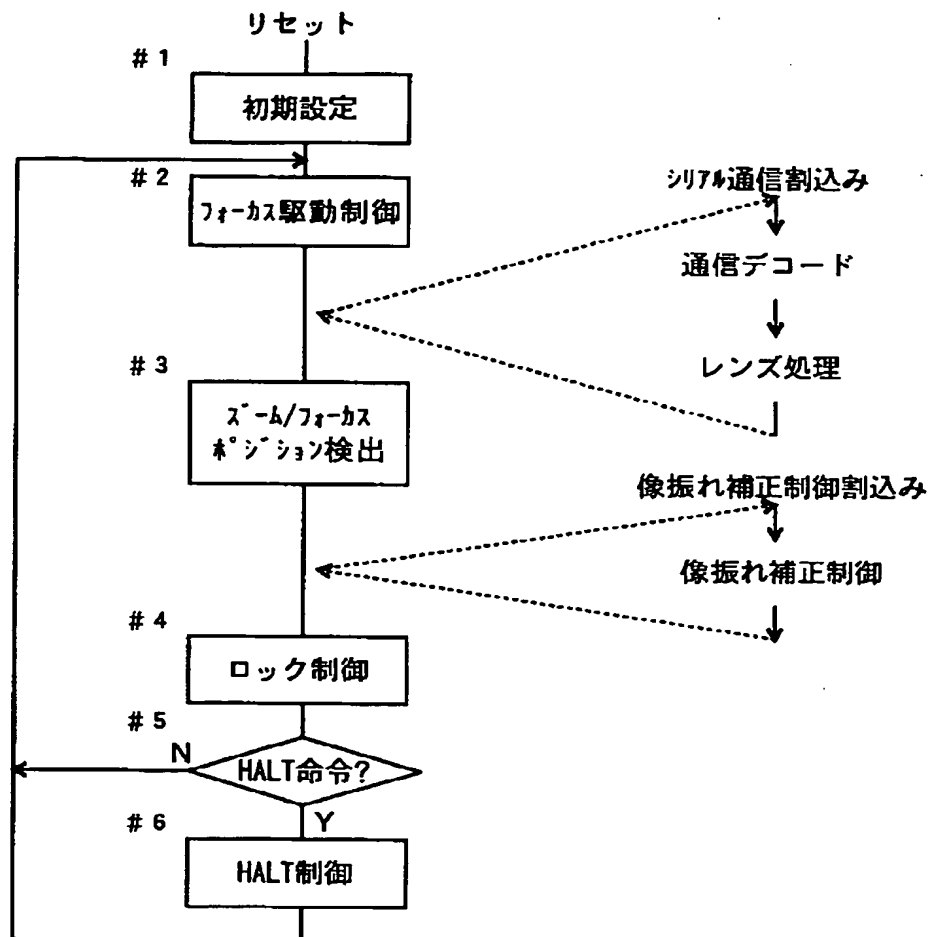 リセット
#1
初期設定
#2
フォーカス駆動制御
シリアル通信割込み
通信デコード
レンズ処理
#3
ズーム/フォーカス
ポジション検出
像振れ補正制御割込み
像振れ補正制御
#4
ロック制御
#5
N
HALT命令?
Y
#6
HALT制御